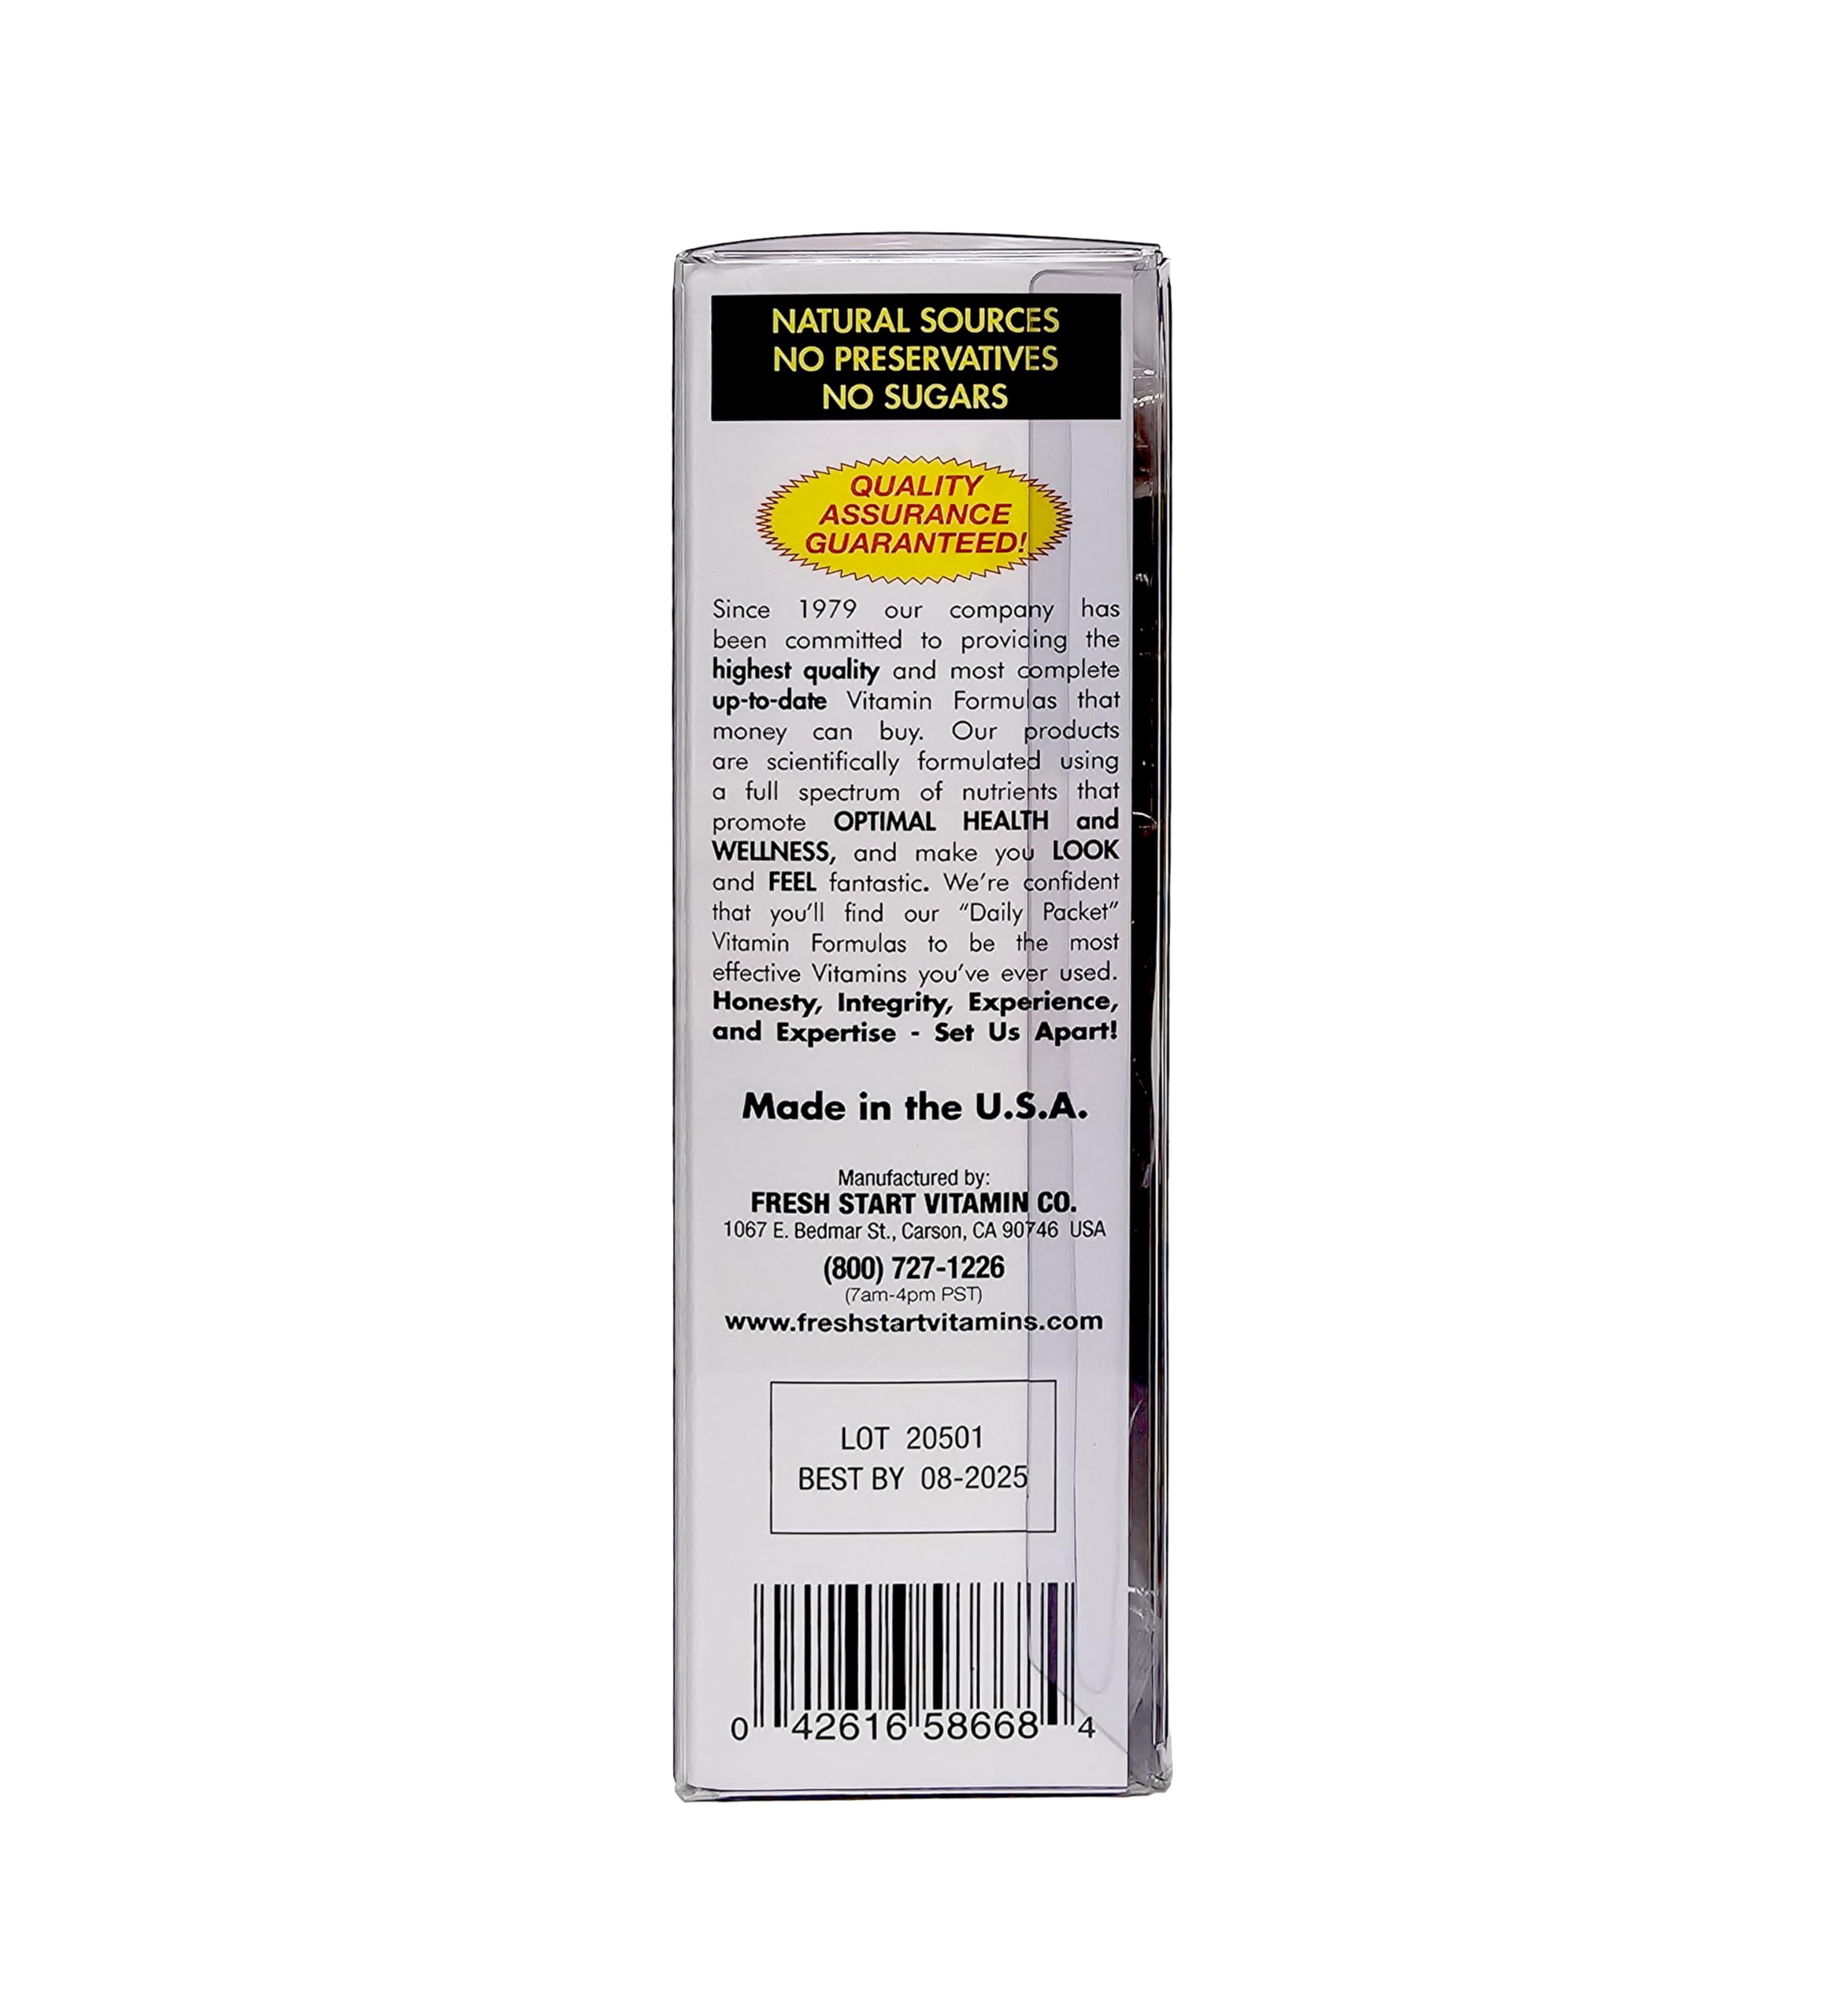 NATURAL SOURCES
NO PRESERVATIVES
NO SUGARS
QUALITY
ASSURANCE
GUARANTEED!
Since 1979 our company has
been committed to providing the
highest quality and most complete
up-to-date Vitamin Formulas that
money can buy. Our products
are scientifically formulated using
a full spectrum of nutrients that
promote OPTIMAL HEALTH and
WELLNESS, and make you LOOK
and FEEL fantastic. We're confident
that you'll find our "Daily Packet"
Vitamin Formulas to be the most
effective Vitamins you've ever used.
Honesty, Integrity, Experience,
and Expertise - Set Us Apart!
Made in the U.S.A.
Manufactured by:
FRESH START VITAMIN CO.
1067 E. Bedmar St., Carson, CA 90746 USA
(800) 727-1226
(7am-4pm PST)
www.freshstartvitamins.com
LOT 20501
BEST BY 08-2025
0 42616 58668 4